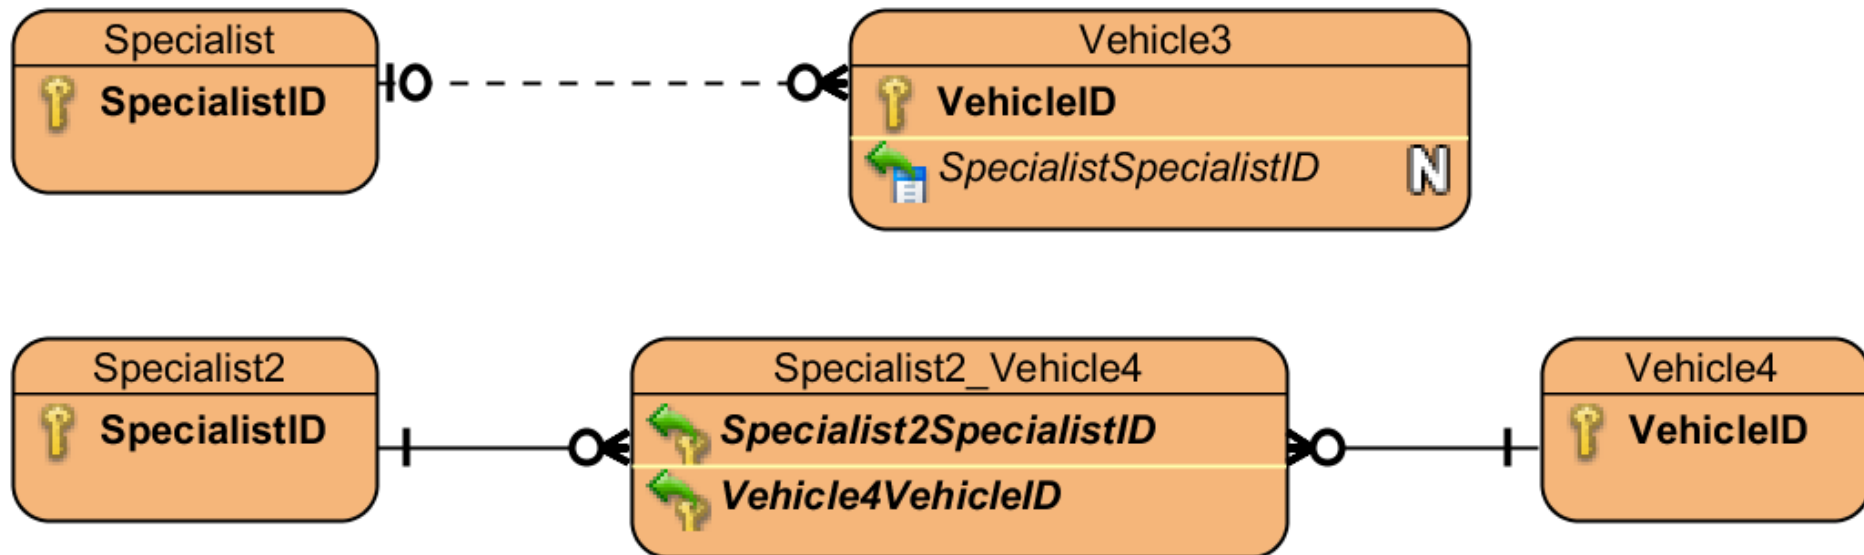 Specialist
SpecialistID
Vehicle3
VehicleID
SpecialistSpecialistID N
Specialist2
SpecialistID
Specialist2_Vehicle4
Specialist2SpecialistID
Vehicle4VehicleID
Vehicle4
VehicleID